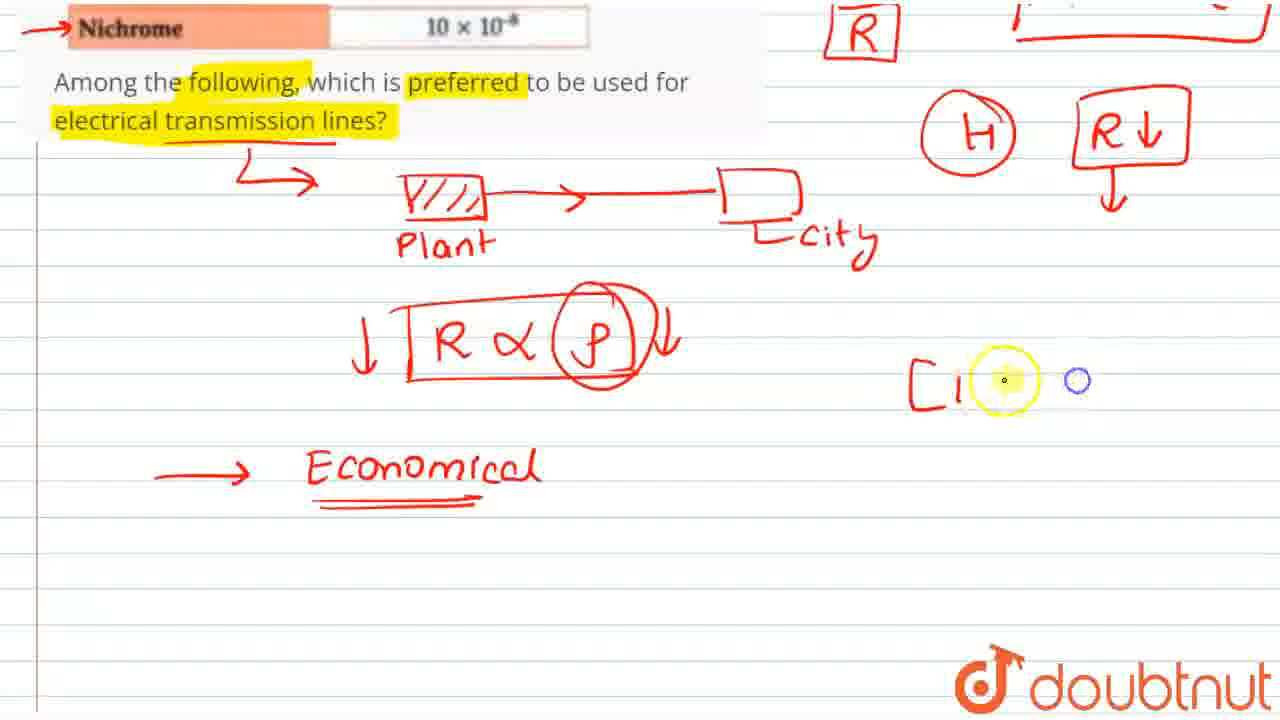 → Nichrome 10 × 10⁻⁸
R
Among the following, which is preferred to be used for
electrical transmission lines?
H R ↓
Plant
City
↓ R ∝ ρ ↓
[1
→ Economical
doubtnut